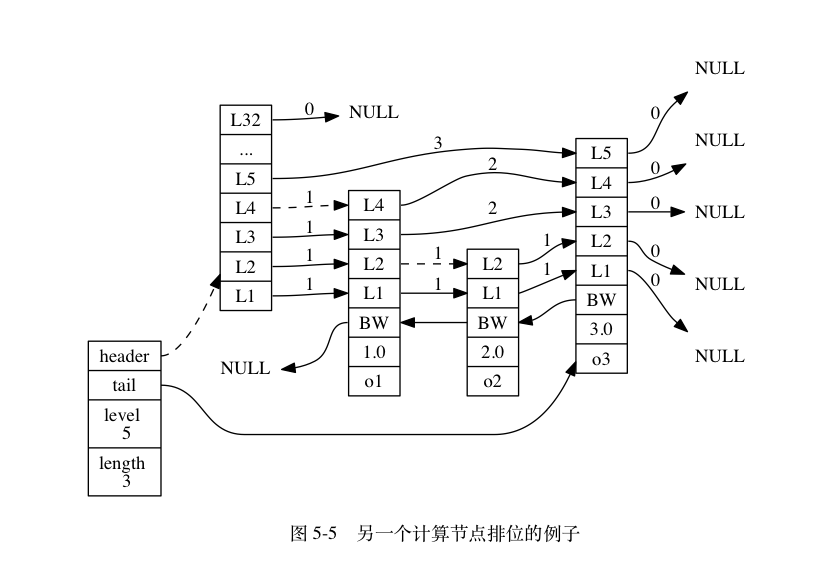 NULL
0
L32
0
NULL
...
L5
3
L5
0
NULL
L4
1
L4
2
L4
0
L3
1
L3
2
L3
0
NULL
L2
1
L2
1
L2
1
L2
0
NULL
L1
1
L1
1
L1
1
L1
0
NULL
BW
BW
BW
NULL
1.0
2.0
3.0
o1
o2
o3
header
tail
level
5
length
3
图 5-5 另一个计算节点排位的例子